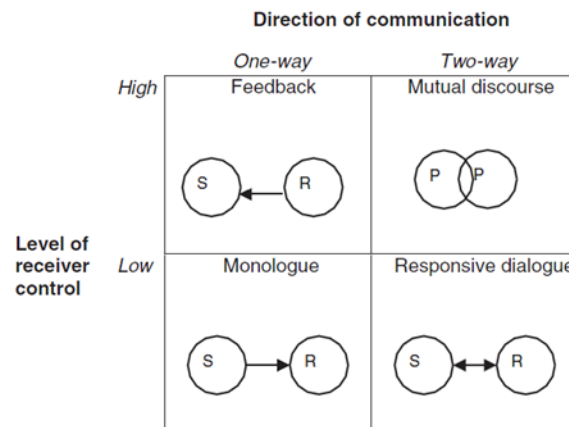 Direction of communication
One-way Two-way
High Feedback Mutual discourse
S R P P
Level of
receiver
control
Low Monologue Responsive dialogue
S R S R